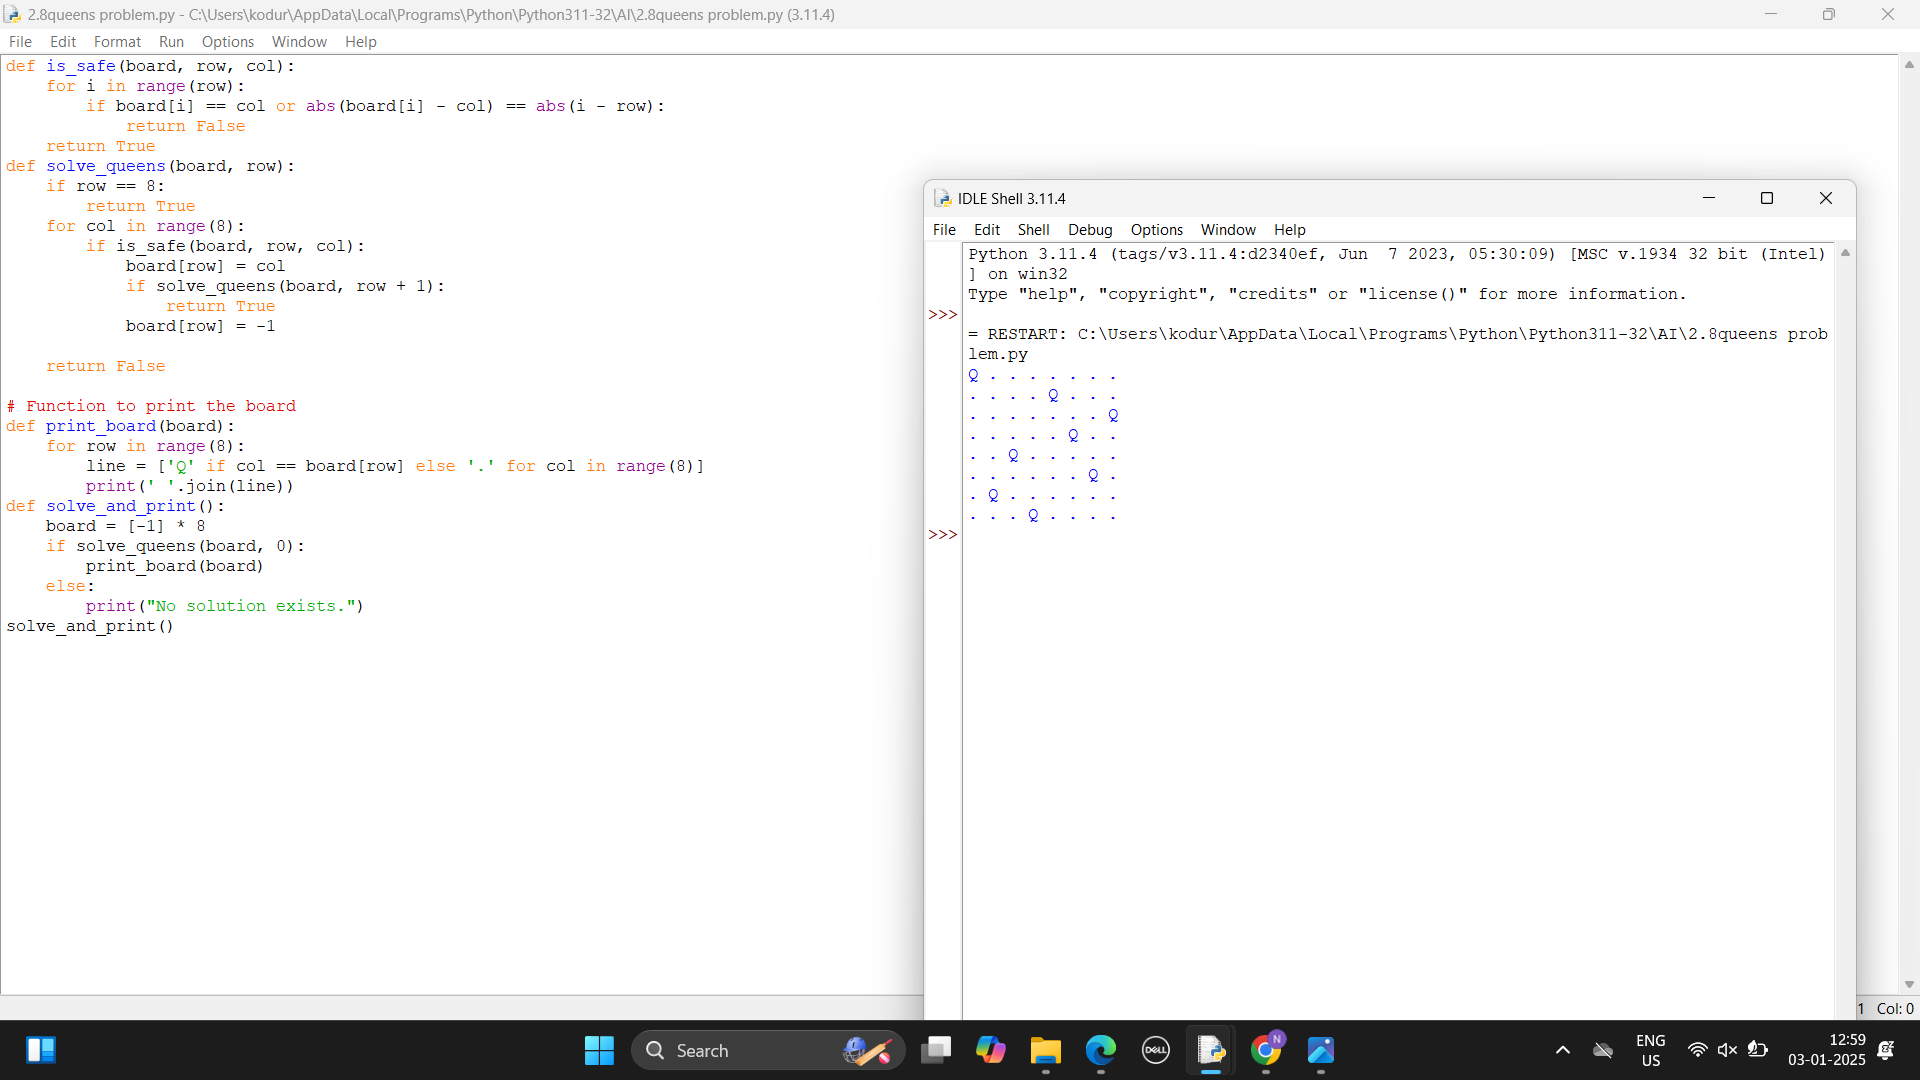 2.8queens problem.py - C:\Users\kodur\AppData\Local\Programs\Python\Python311-32\AI\2.8queens problem.py (3.11.4)
File Edit Format Run Options Window Help
def is_safe(board, row, col):
    for i in range(row):
        if board[i] == col or abs(board[i] - col) == abs(i - row):
            return False
    return True
def solve_queens(board, row):
    if row == 8:
        return True
    for col in range(8):
        if is_safe(board, row, col):
            board[row] = col
            if solve_queens(board, row + 1):
                return True
            board[row] = -1

    return False

# Function to print the board
def print_board(board):
    for row in range(8):
        line = ['Q' if col == board[row] else '.' for col in range(8)]
        print(' '.join(line))
def solve_and_print():
    board = [-1] * 8
    if solve_queens(board, 0):
        print_board(board)
    else:
        print("No solution exists.")
solve_and_print()
IDLE Shell 3.11.4
File Edit Shell Debug Options Window Help
Python 3.11.4 (tags/v3.11.4:d2340ef, Jun  7 2023, 05:30:09) [MSC v.1934 32 bit (Intel)
] on win32
Type "help", "copyright", "credits" or "license()" for more information.
>>>
= RESTART: C:\Users\kodur\AppData\Local\Programs\Python\Python311-32\AI\2.8queens prob
lem.py
Q . . . . . . .
. . . . Q . . .
. . . . . . . Q
. . . . . Q . .
. . Q . . . . .
. . . . . . Q .
. Q . . . . . .
. . . Q . . . .
>>>
1 Col: 0
Search
DELL
N
ENG
US
12:59
03-01-2025